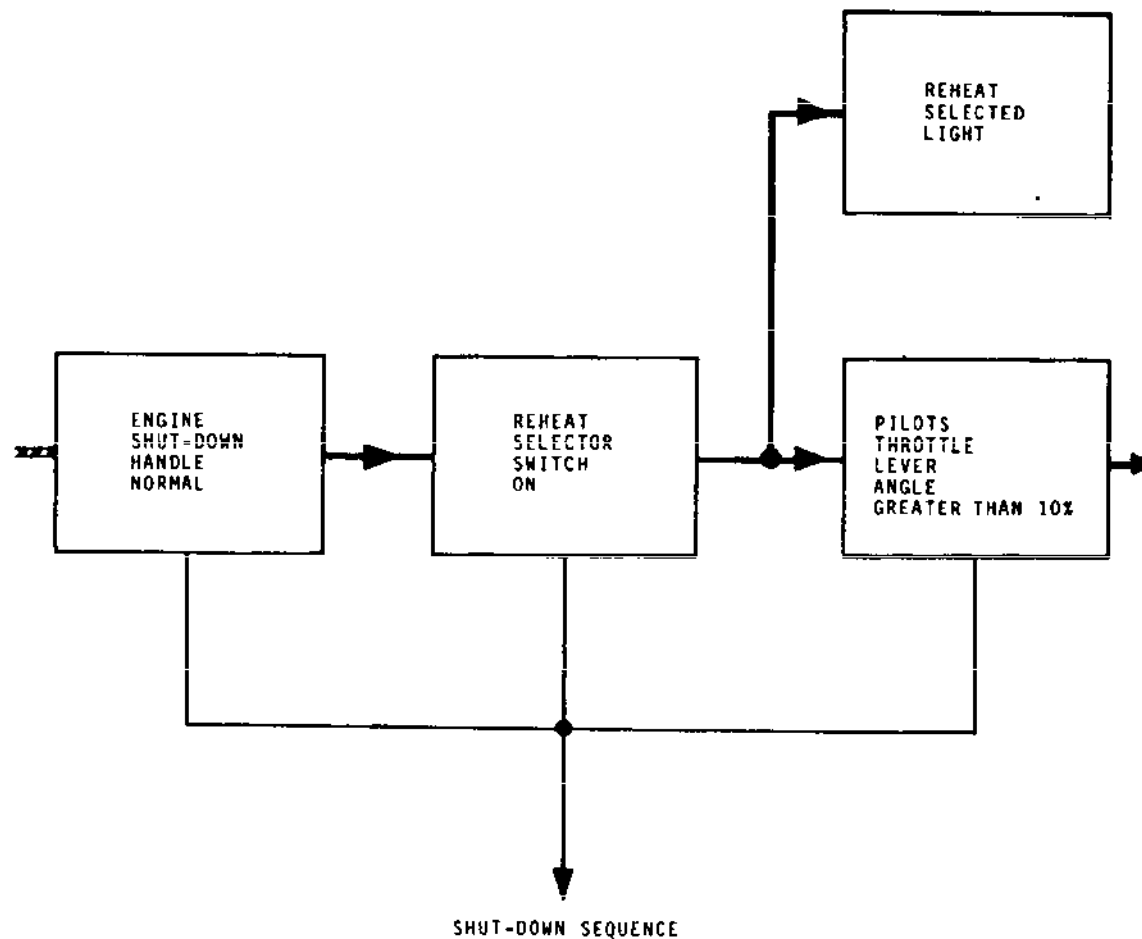 REHEAT
SELECTED
LIGHT
ENGINE
SHUT-DOWN
HANDLE
NORMAL
REHEAT
SELECTOR
SWITCH
ON
PILOTS
THROTTLE
LEVER
ANGLE
GREATER THAN 10%
SHUT-DOWN SEQUENCE